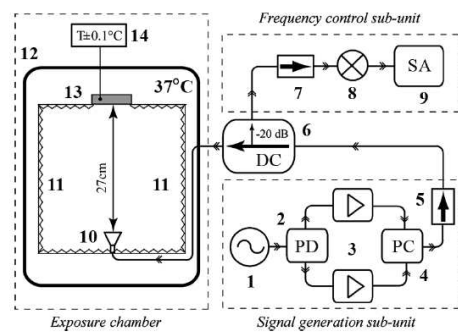 Frequency control sub-unit
T±0.1°C
14
12
13
37°C
27cm
11
11
10
7
8
SA
9
-20 dB
DC
6
5
2
PD
3
PC
4
1
Exposure chamber
Signal generation sub-unit